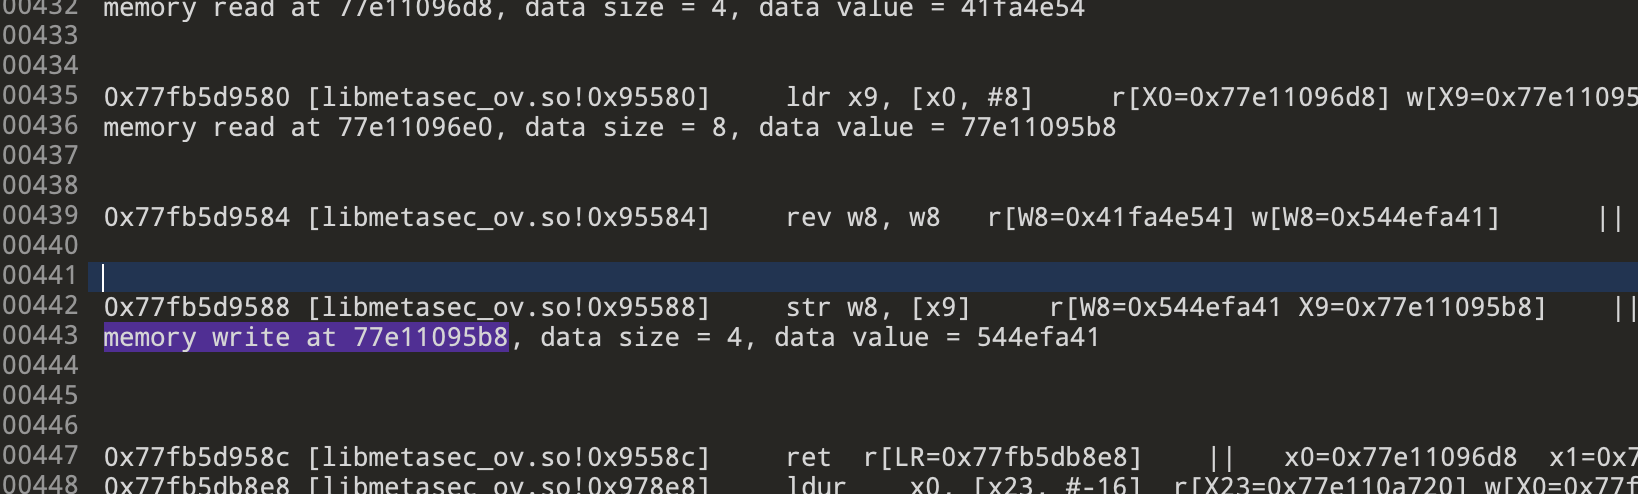 00432 memory read at 77e11096d8, data size = 4, data value = 41fa4e54
00433
00434
00435 0x77fb5d9580 [libmetasec_ov.so!0x95580] ldr x9, [x0, #8] r[X0=0x77e11096d8] w[X9=0x77e11095
00436 memory read at 77e11096e0, data size = 8, data value = 77e11095b8
00437
00438
00439 0x77fb5d9584 [libmetasec_ov.so!0x95584] rev w8, w8 r[W8=0x41fa4e54] w[W8=0x544efa41] ||
00440
00441
00442 0x77fb5d9588 [libmetasec_ov.so!0x95588] str w8, [x9] r[W8=0x544efa41 X9=0x77e11095b8] ||
00443 memory write at 77e11095b8, data size = 4, data value = 544efa41
00444
00445
00446
00447 0x77fb5d958c [libmetasec_ov.so!0x9558c] ret r[LR=0x77fb5db8e8] || x0=0x77e11096d8 x1=0x7
00448 0x77fb5db8e8 [libmetasec_ov.so!0x978e8] ldur x0, [x23, #-16] r[X23=0x77e110a720] w[X0=0x77f